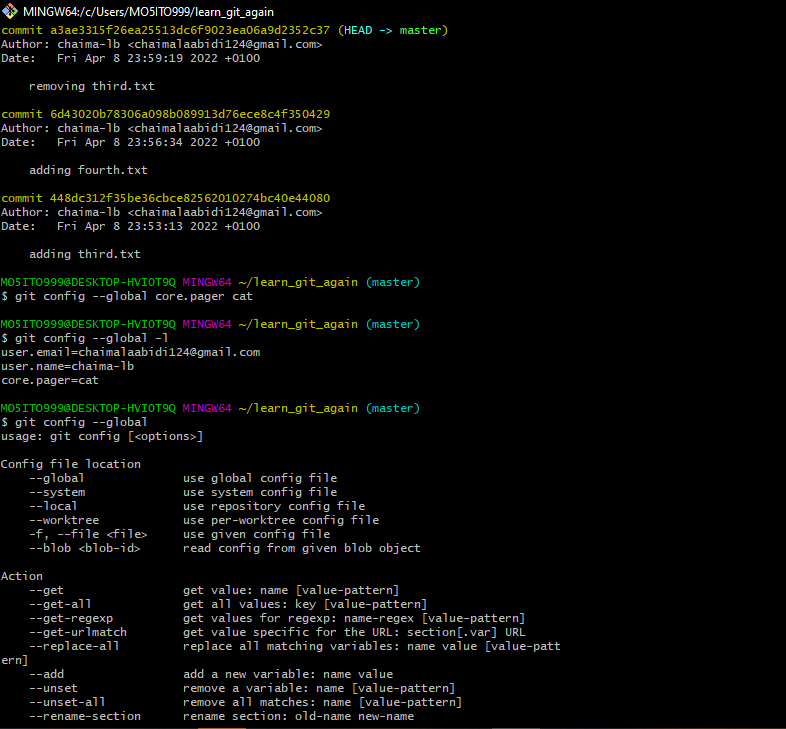 MINGW64:/c/Users/MO5ITO999/learn_git_again
commit a3ae3315f26ea25513dc6f9023ea06a9d2352c37 (HEAD -> master)
Author: chaima-lb <chaimalaabidi124@gmail.com>
Date:   Fri Apr 8 23:59:19 2022 +0100
    removing third.txt
commit 6d43020b78306a098b089913d76ece8c4f350429
Author: chaima-lb <chaimalaabidi124@gmail.com>
Date:   Fri Apr 8 23:56:34 2022 +0100
    adding fourth.txt
commit 448dc312f35be36cbce82562010274bc40e44080
Author: chaima-lb <chaimalaabidi124@gmail.com>
Date:   Fri Apr 8 23:53:13 2022 +0100
    adding third.txt
MO5ITO999@DESKTOP-HVIOT9Q MINGW64 ~/learn_git_again (master)
$ git config --global core.pager cat
MO5ITO999@DESKTOP-HVIOT9Q MINGW64 ~/learn_git_again (master)
$ git config --global -l
user.email=chaimalaabidi124@gmail.com
user.name=chaima-lb
core.pager=cat
MO5ITO999@DESKTOP-HVIOT9Q MINGW64 ~/learn_git_again (master)
$ git config --global
usage: git config [<options>]
Config file location
    --global              use global config file
    --system              use system config file
    --local               use repository config file
    --worktree            use per-worktree config file
    -f, --file <file>     use given config file
    --blob <blob-id>      read config from given blob object
Action
    --get                 get value: name [value-pattern]
    --get-all             get all values: key [value-pattern]
    --get-regexp          get values for regexp: name-regex [value-pattern]
    --get-urlmatch        get value specific for the URL: section[.var] URL
    --replace-all         replace all matching variables: name value [value-patt
ern]
    --add                 add a new variable: name value
    --unset               remove a variable: name [value-pattern]
    --unset-all           remove all matches: name [value-pattern]
    --rename-section      rename section: old-name new-name